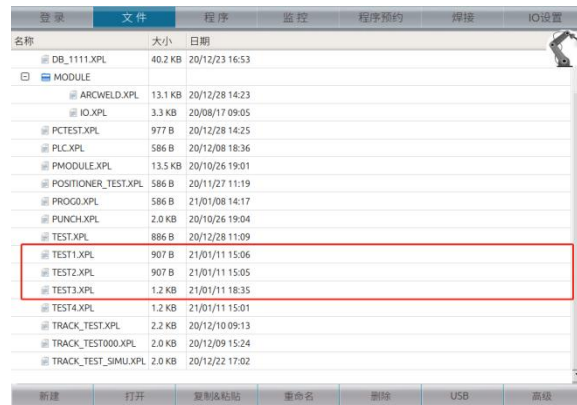 登录 文件 程序 监控 程序预约 焊接 IO设置
名称 大小 日期
DB_1111.XPL 40.2 KB 20/12/23 16:53
MODULE
ARCWELD.XPL 13.1 KB 20/12/28 14:23
IO.XPL 3.3 KB 20/08/17 09:05
PCTEST.XPL 977 B 20/12/28 14:25
PLC.XPL 586 B 20/12/08 18:36
PMODULE.XPL 13.5 KB 20/10/26 19:01
POSITIONER_TEST.XPL 586 B 20/11/27 11:19
PROG0.XPL 586 B 21/01/08 14:17
PUNCH.XPL 2.0 KB 20/10/26 19:04
TEST.XPL 886 B 20/12/28 11:09
TEST1.XPL 907 B 21/01/11 15:06
TEST2.XPL 907 B 21/01/11 15:05
TEST3.XPL 1.2 KB 21/01/11 18:35
TEST4.XPL 1.2 KB 21/01/11 15:01
TRACK_TEST.XPL 2.2 KB 20/12/10 09:13
TRACK_TEST000.XPL 2.0 KB 20/12/09 15:24
TRACK_TEST_SIMU.XPL 2.0 KB 20/12/22 17:02
新建 打开 复制&粘贴 重命名 删除 USB 高级